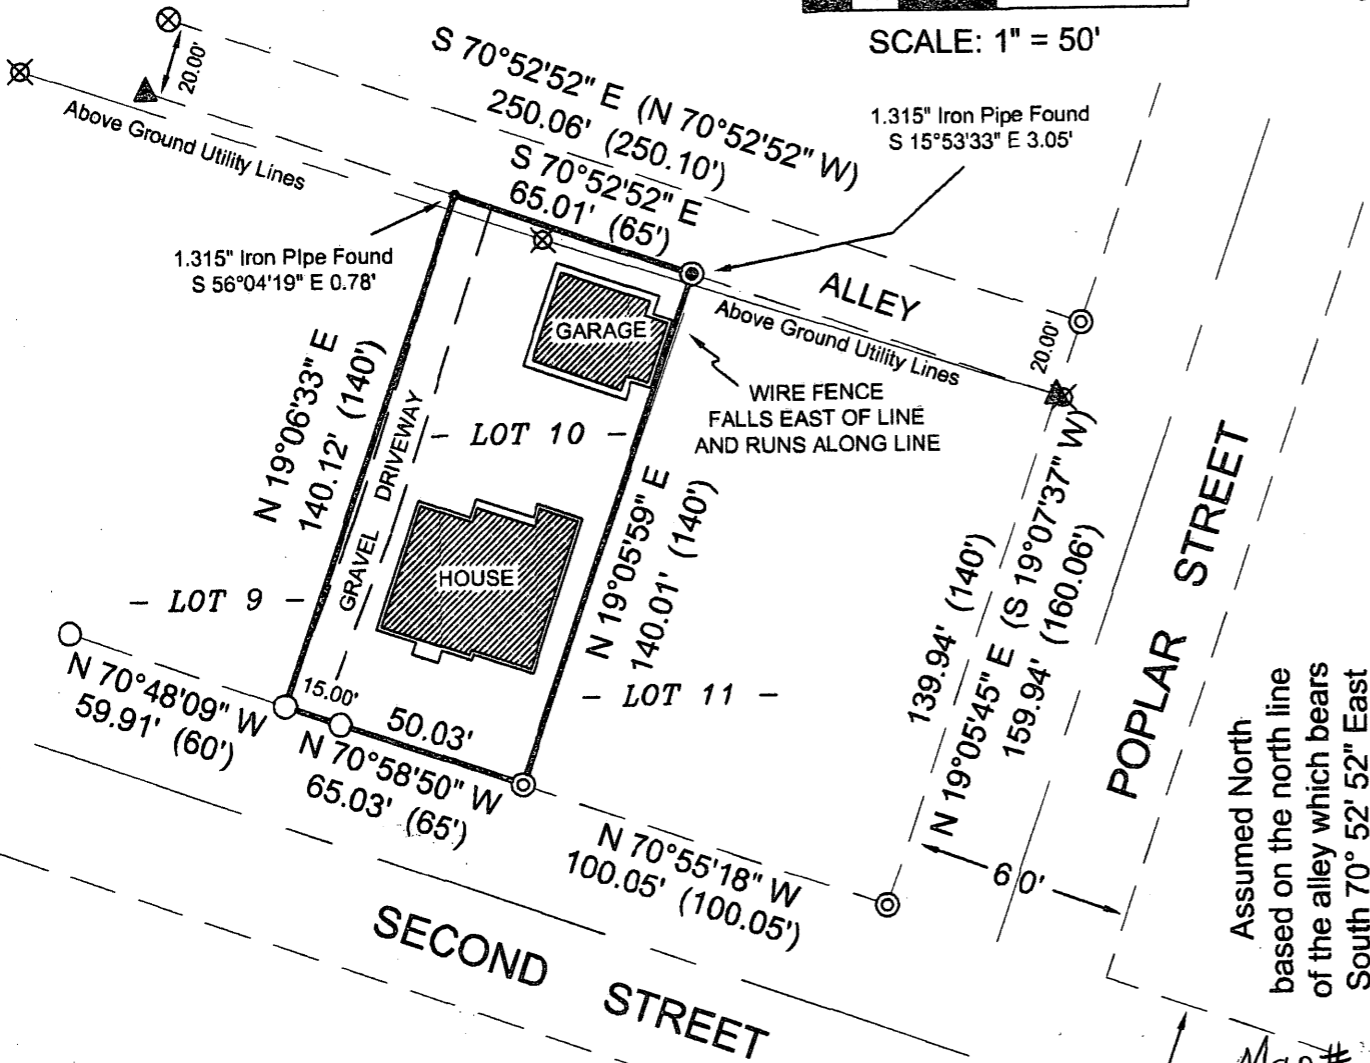 SCALE: 1" = 50'
20.00'
Above Ground Utility Lines
S 70°52'52" E (N 70°52'52" W)
250.06' (250.10')
S 70°52'52" E
65.01' (65')
1.315" Iron Pipe Found
S 15°53'33" E 3.05'
1.315" Iron Pipe Found
S 56°04'19" E 0.78'
ALLEY
Above Ground Utility Lines
20.00'
GARAGE
WIRE FENCE
FALLS EAST OF LINE
AND RUNS ALONG LINE
N 19°06'33" E
140.12' (140')
GRAVEL DRIVEWAY
- LOT 10 -
HOUSE
N 19°05'59" E
140.01' (140')
- LOT 9 -
- LOT 11 -
139.94' (140')
N 19°05'45" E (S 19°07'37" W)
159.94' (160.06')
POPLAR STREET
N 70°48'09" W
59.91' (60')
15.00'
50.03'
N 70°58'50" W
65.03' (65')
N 70°55'18" W
100.05' (100.05')
60'
SECOND STREET
Assumed North
based on the north line
of the alley which bears
South 70° 52' 52" East